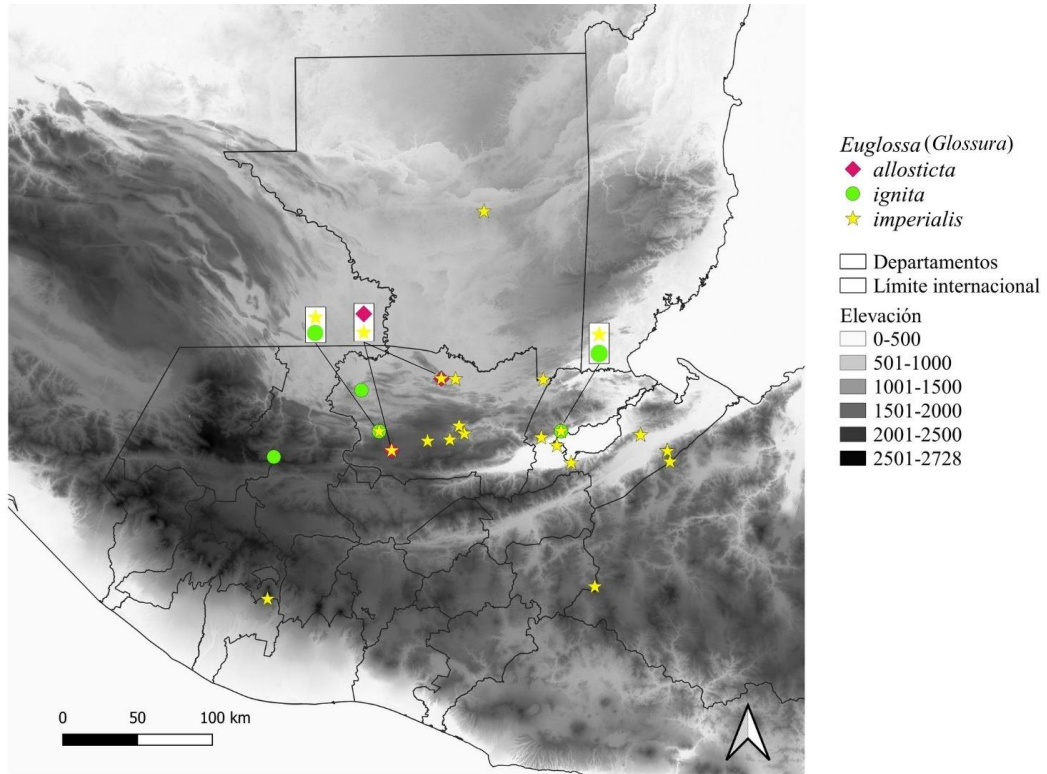 Euglossa (Glossura)
allosticta
ignita
imperialis
Departamentos
Límite internacional
Elevación
0-500
501-1000
1001-1500
1501-2000
2001-2500
2501-2728
0 50 100 km